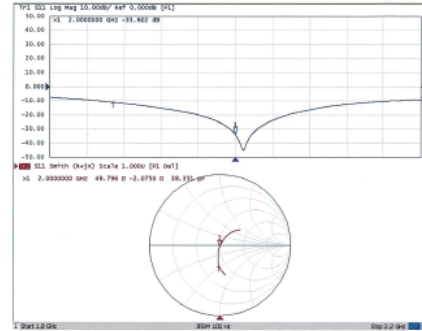 Tr1 S11 Log Mag 10.00dB/ Ref 0.000dB [F1]
50.00
>1 2.0000000 GHz -33.602 dB
40.00
30.00
20.00
10.00
0.000
-10.00
-20.00
-30.00
-40.00
-50.00
S11 Smith (R+jX) Scale 1.000U [F1 Del]
>1 2.0000000 GHz 49.796 Ω -2.0750 Ω 38.351 pF
1 Start 1.8 GHz IFBW 100 Hz Stop 2.2 GHz